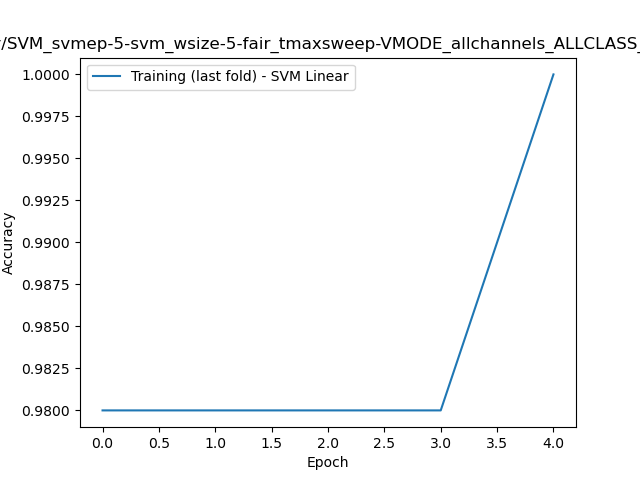 /SVM_svmep-5-svm_wsize-5-fair_tmaxsweep-VMODE_allchannels_ALLCLASS_
Training (last fold) - SVM Linear
Accuracy
1.0000
0.9975
0.9950
0.9925
0.9900
0.9875
0.9850
0.9825
0.9800
0.0 0.5 1.0 1.5 2.0 2.5 3.0 3.5 4.0
Epoch